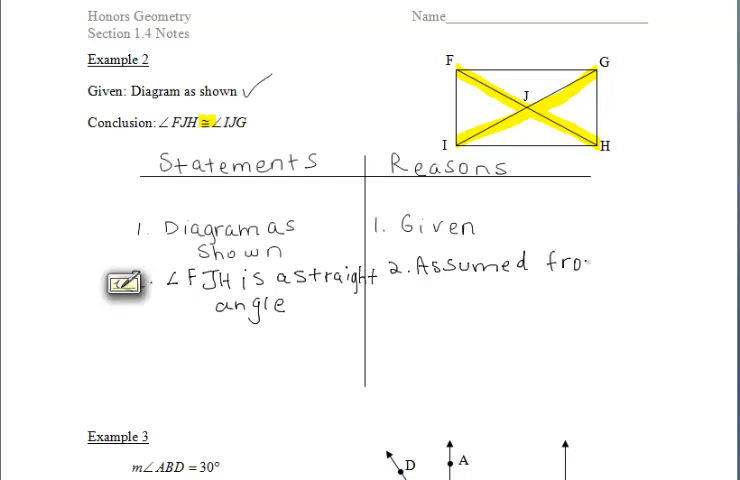 Honors Geometry
Name
Section 1.4 Notes
Example 2
Given: Diagram as shown
Conclusion: ∠FJH ≅ ∠IJG
F
G
J
I
H
Statements
Reasons
1. Diagram as
shown
1. Given
. ∠FJH is a straight
angle
2. Assumed fro
Example 3
m∠ABD = 30°
D
A